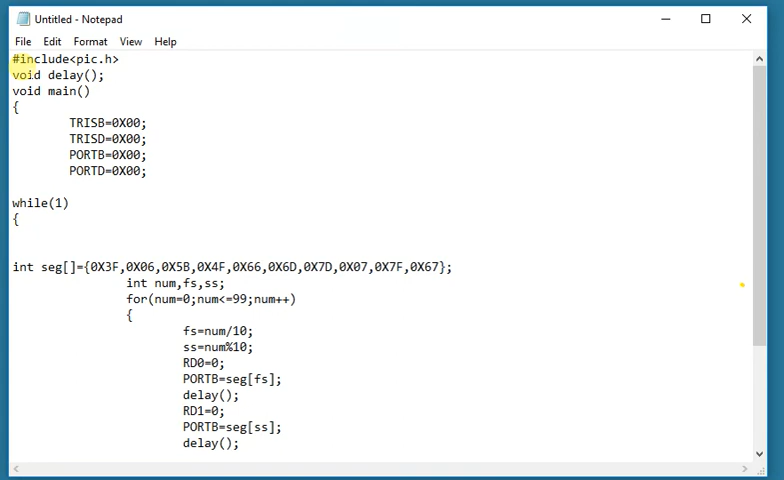 Untitled - Notepad
File Edit Format View Help
#include<pic.h>
void delay();
void main()
{
TRISB=0X00;
TRISD=0X00;
PORTB=0X00;
PORTD=0X00;
while(1)
{
int seg[]={0X3F,0X06,0X5B,0X4F,0X66,0X6D,0X7D,0X07,0X7F,0X67};
int num,fs,ss;
for(num=0;num<=99;num++)
{
fs=num/10;
ss=num%10;
RD0=0;
PORTB=seg[fs];
delay();
RD1=0;
PORTB=seg[ss];
delay();